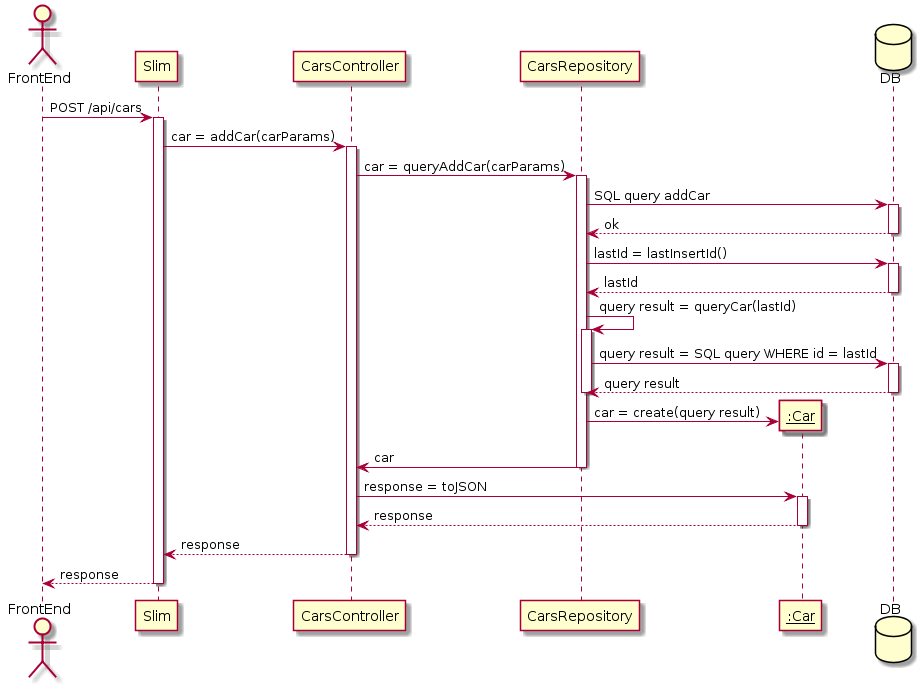 FrontEnd
Slim
CarsController
CarsRepository
DB
POST /api/cars
car = addCar(carParams)
car = queryAddCar(carParams)
SQL query addCar
ok
lastId = lastInsertId()
lastId
query result = queryCar(lastId)
query result = SQL query WHERE id = lastId
query result
car = create(query result)
:Car
car
response = toJSON
response
response
response
FrontEnd
Slim
CarsController
CarsRepository
:Car
DB